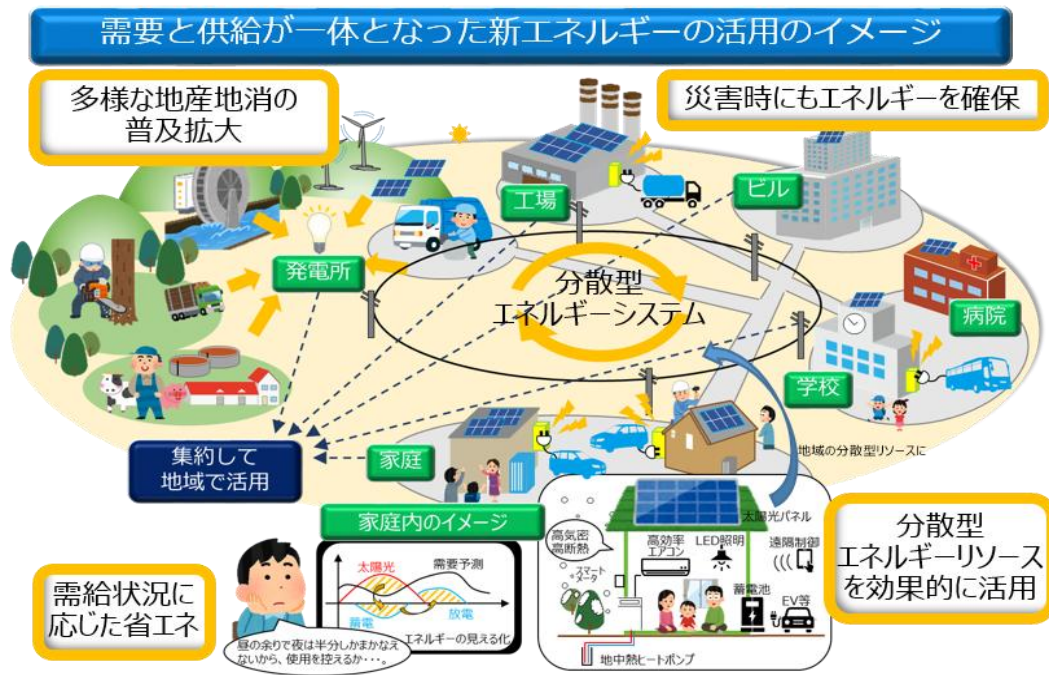 需要と供給が一体となった新エネルギーの活用のイメージ
多様な地産地消の
普及拡大
災害時にもエネルギーを確保
工場
ビル
発電所
分散型
エネルギーシステム
病院
学校
地域の分散型リソースに
集約して
地域で活用
家庭
家庭内のイメージ
太陽光
需要予測
蓄電
放電
エネルギーの見える化
需給状況に
応じた省エネ
昼の余りで夜は半分しかまかなえ
ないから、使用を控えるか・・・。
太陽光パネル
高気密
高断熱
高効率
エアコン
LED照明
遠隔制御
スマート
メータ
蓄電池
EV等
地中熱ヒートポンプ
分散型
エネルギーリソース
を効果的に活用